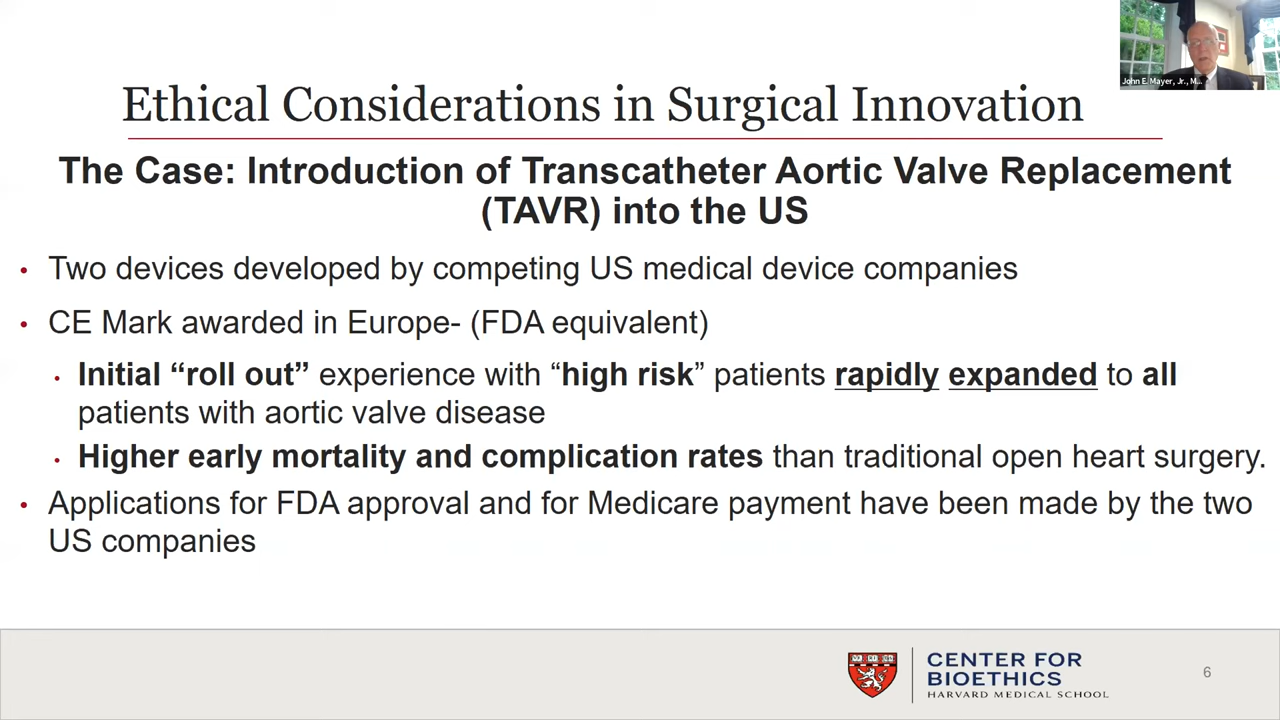 John E. Mayer, Jr., M...
Ethical Considerations in Surgical Innovation
The Case: Introduction of Transcatheter Aortic Valve Replacement
(TAVR) into the US
• Two devices developed by competing US medical device companies
• CE Mark awarded in Europe- (FDA equivalent)
• Initial “roll out” experience with “high risk” patients rapidly expanded to all
patients with aortic valve disease
• Higher early mortality and complication rates than traditional open heart surgery.
• Applications for FDA approval and for Medicare payment have been made by the two
US companies
CENTER FOR
BIOETHICS
HARVARD MEDICAL SCHOOL
6